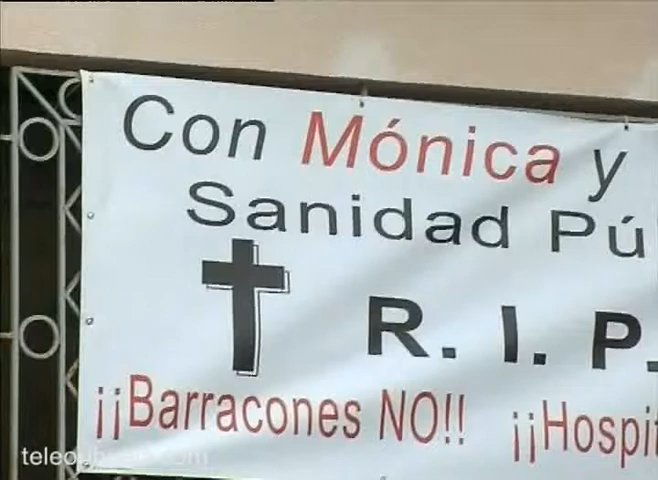 Con Mónica y
Sanidad Pú
R. I. P.
¡¡Barracones NO!! ¡¡Hospi